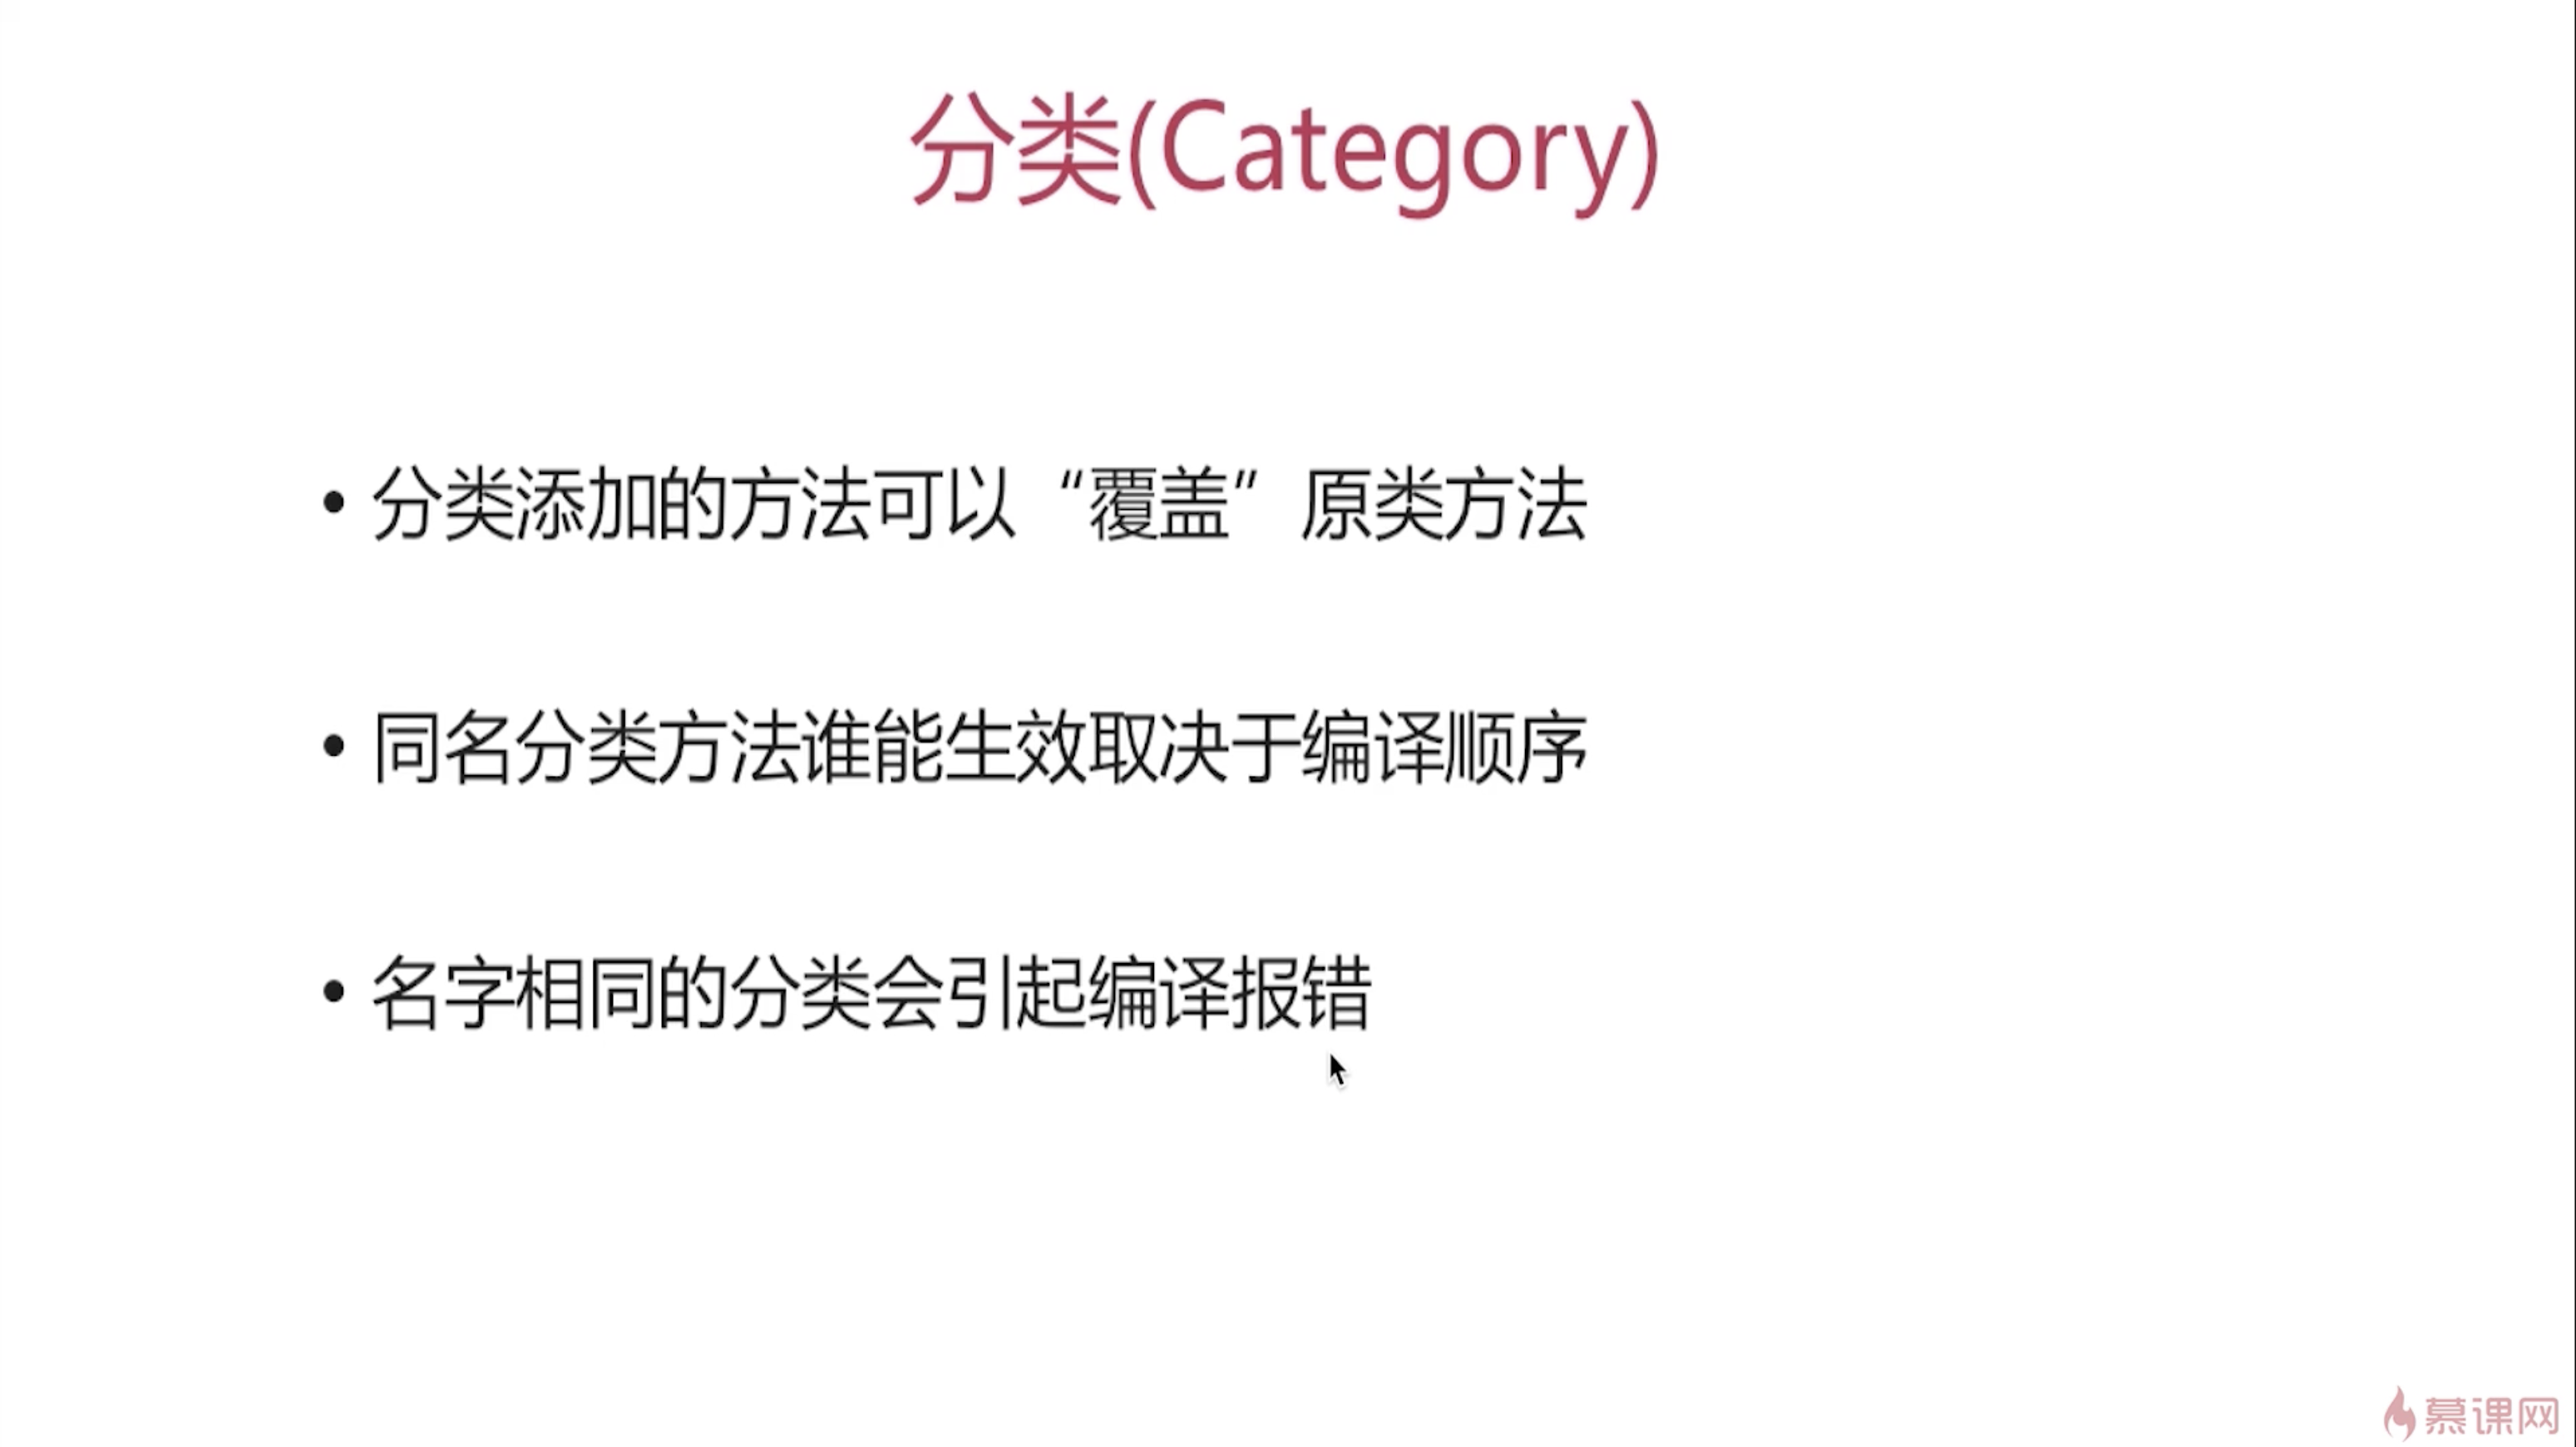 分类(Category)
• 分类添加的方法可以“覆盖”原类方法
• 同名分类方法谁能生效取决于编译顺序
• 名字相同的分类会引起编译报错
慕课网